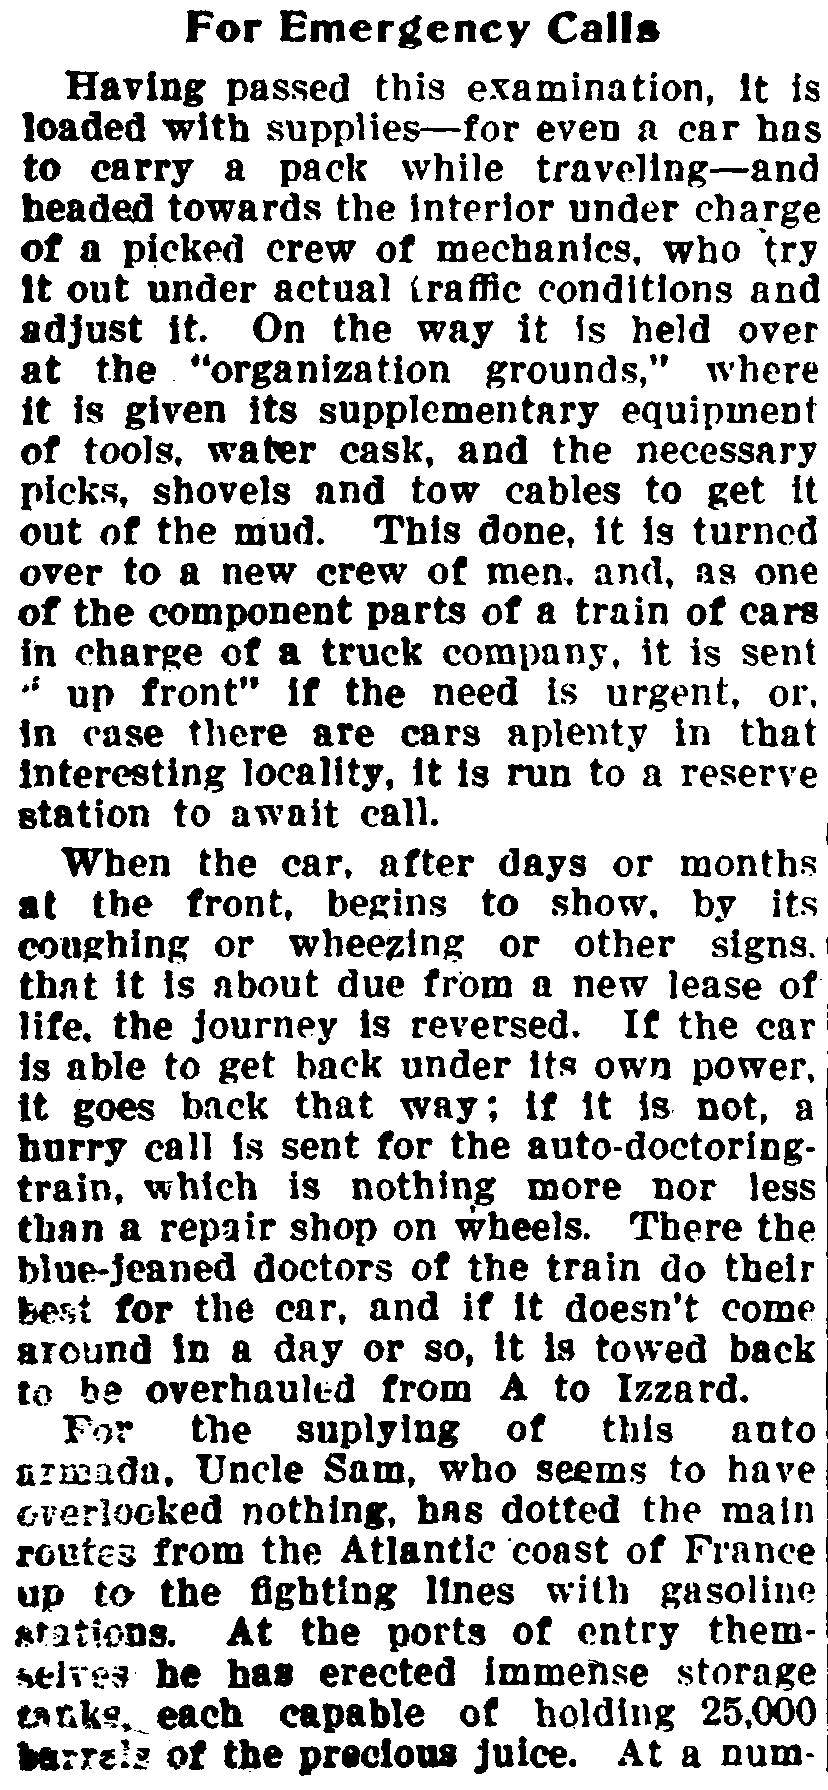 For Emergency Calls
Having passed this examination, it is
loaded with supplies—for even a car has
to carry a pack while traveling—and
headed towards the interior under charge
of a picked crew of mechanics, who try
it out under actual traffic conditions and
adjust it. On the way it is held over
at the "organization grounds," where
it is given its supplementary equipment
of tools, water cask, and the necessary
picks, shovels and tow cables to get it
out of the mud. This done, it is turned
over to a new crew of men, and, as one
of the component parts of a train of cars
in charge of a truck company, it is sent
" up front" if the need is urgent, or,
in case there are cars aplenty in that
interesting locality, it is run to a reserve
station to await call.
When the car, after days or months
at the front, begins to show, by its
coughing or wheezing or other signs,
that it is about due from a new lease of
life, the journey is reversed. If the car
is able to get back under its own power,
it goes back that way; if it is not, a
hurry call is sent for the auto-doctoring-
train, which is nothing more nor less
than a repair shop on wheels. There the
blue-jeaned doctors of the train do their
best for the car, and if it doesn't come
around in a day or so, it is towed back
to be overhauled from A to Izzard.
For the suplying of this auto
armada, Uncle Sam, who seems to have
overlooked nothing, has dotted the main
routes from the Atlantic coast of France
up to the fighting lines with gasoline
stations. At the ports of entry them-
selves he has erected immense storage
tanks, each capable of holding 25,000
barrels of the precious juice. At a num-